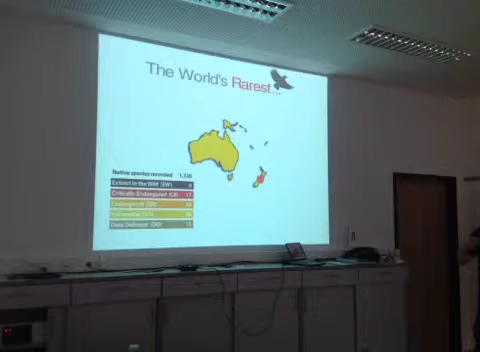 The World's Rarest...
Native species recorded
Extinct in the Wild (EW)
Critically Endangered (CR) 17
Endangered (EN)
Vulnerable (VU)
Data Deficient (DD)